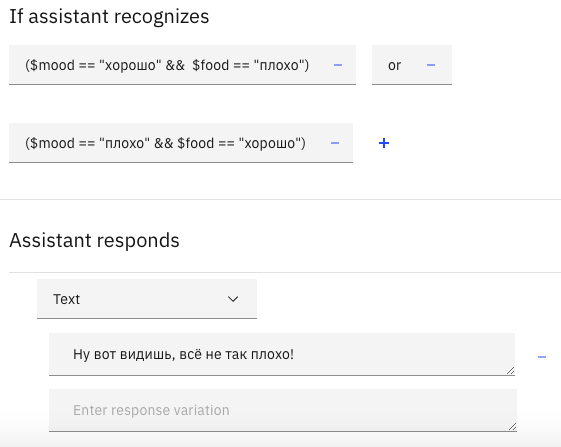 If assistant recognizes
($mood == "хорошо" && $food == "плохо")
or
($mood == "плохо" && $food == "хорошо")
Assistant responds
Text
Ну вот видишь, всё не так плохо!
Enter response variation